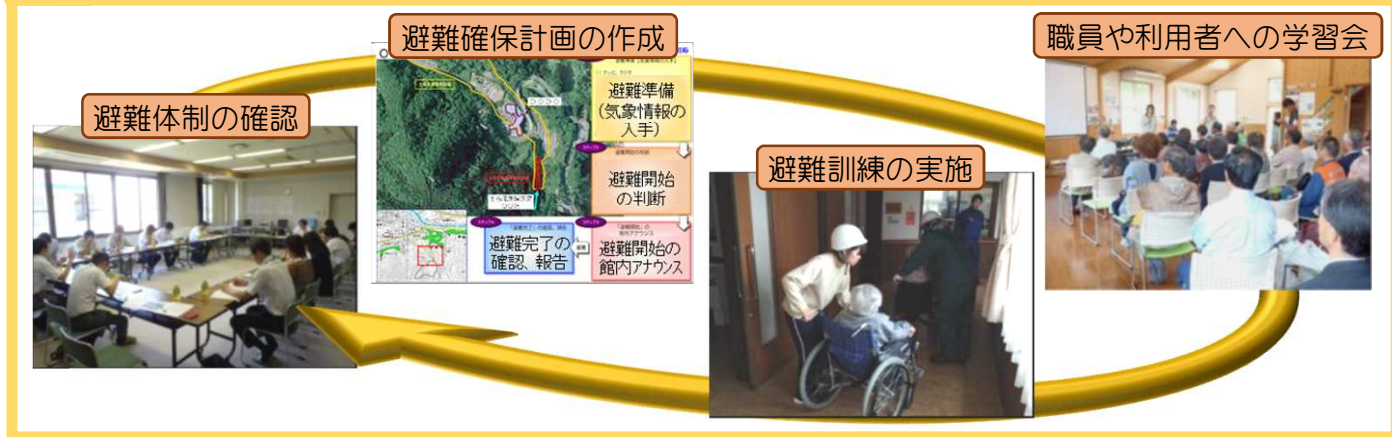 避難確保計画の作成
職員や利用者への学習会
避難体制の確認
避難訓練の実施
避難準備
(気象情報の
入手)
避難開始
の判断
避難開始の
館内アナウンス
避難完了の
確認、報告